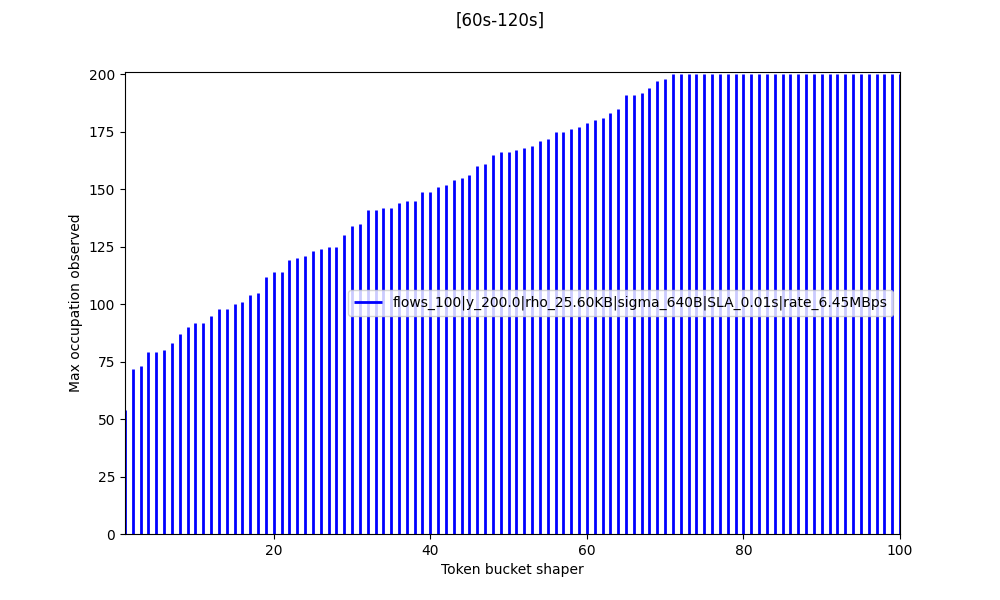 [60s-120s]
Max occupation observed
200
175
150
125
100
75
50
25
0
flows_100|y_200.0|rho_25.60KB|sigma_640B|SLA_0.01s|rate_6.45MBps
20 40 60 80 100
Token bucket shaper